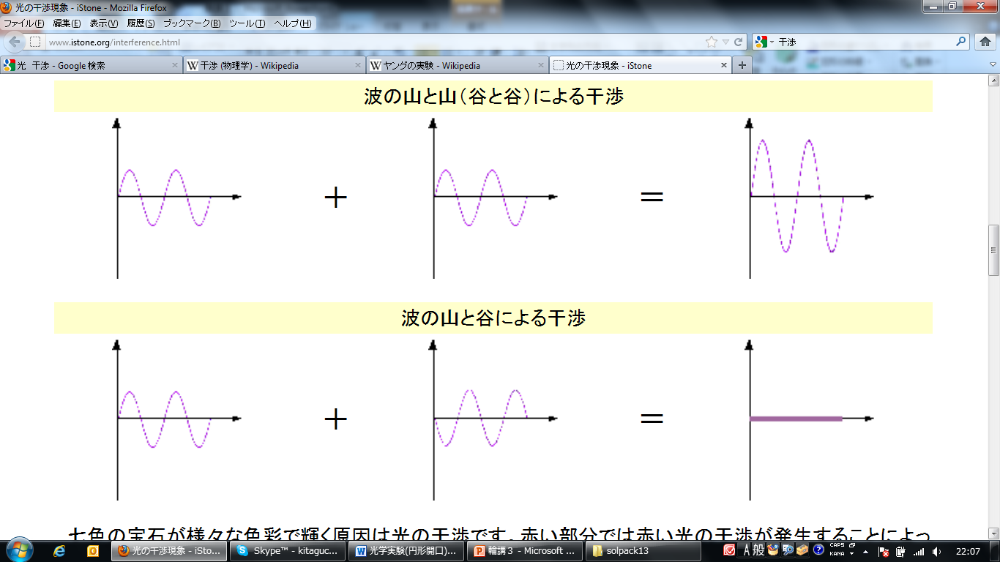 光の干渉現象 - iStone - Mozilla Firefox
ファイル(F) 編集(E) 表示(V) 履歴(S) ブックマーク(B) ツール(T) ヘルプ(H)
www.istone.org/interference.html 干渉
光 干渉 - Google 検索 干渉 (物理学) - Wikipedia ヤングの実験 - Wikipedia 光の干渉現象 - iStone
波の山と山（谷と谷）による干渉
＋ ＝
波の山と谷による干渉
＋ ＝
七色の宝石が様々な色彩で輝く原因は光の干渉です。赤い部分では赤い光の干渉が発生することによっ
光の干渉現象 - iSto... Skype™ - kitaguc... 光学実験(円形開口)... 輪講３ - Microsoft ... solpack13 A 般 CAPS KANA 22:07